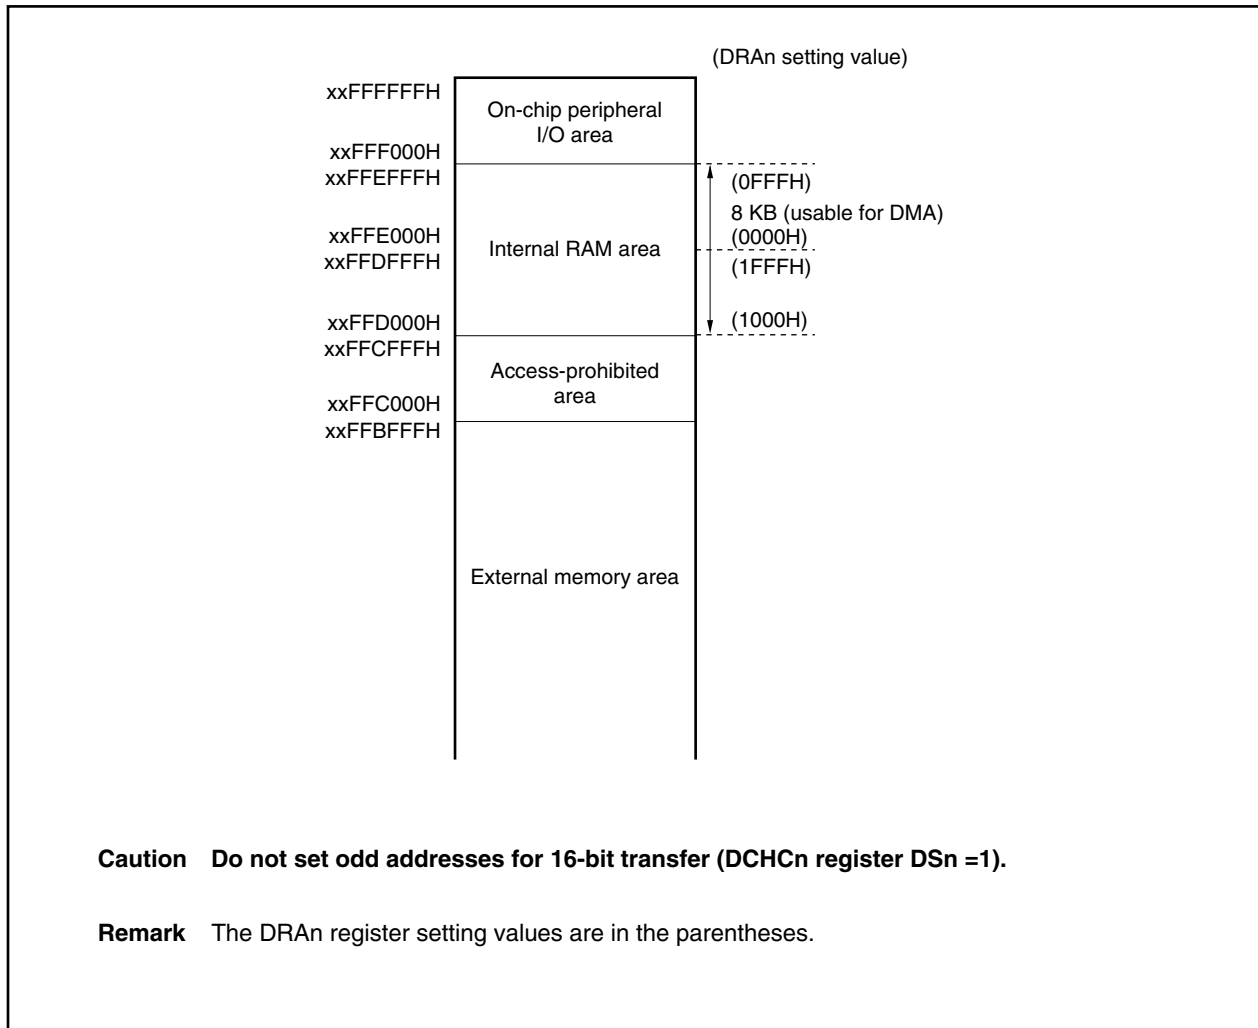 (DRAn setting value)
xxFFFFFFH
On-chip peripheral
I/O area
xxFFF000H
xxFFEFFFH
(0FFFH)
8 KB (usable for DMA)
xxFFE000H
Internal RAM area
(0000H)
xxFFDFFFH
(1FFFH)
xxFFD000H
(1000H)
xxFFCFFFH
Access-prohibited
area
xxFFC000H
xxFFBFFFH
External memory area
Caution Do not set odd addresses for 16-bit transfer (DCHCn register DSn =1).
Remark The DRAn register setting values are in the parentheses.